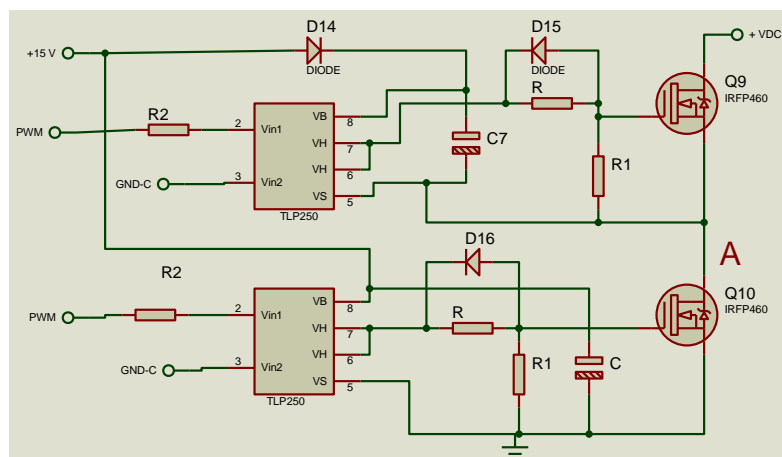 D14
D15
+ VDC
+15 V
DIODE
DIODE
Q9
IRFP460
R2
R
VB
8
PWM
2
Vin1
C7
VH
7
R1
VH
6
GND-C
3
Vin2
VS
5
TLP250
D16
A
R2
Q10
IRFP460
VB
8
PWM
2
Vin1
R
VH
7
VH
6
R1
C
GND-C
3
Vin2
VS
5
TLP250